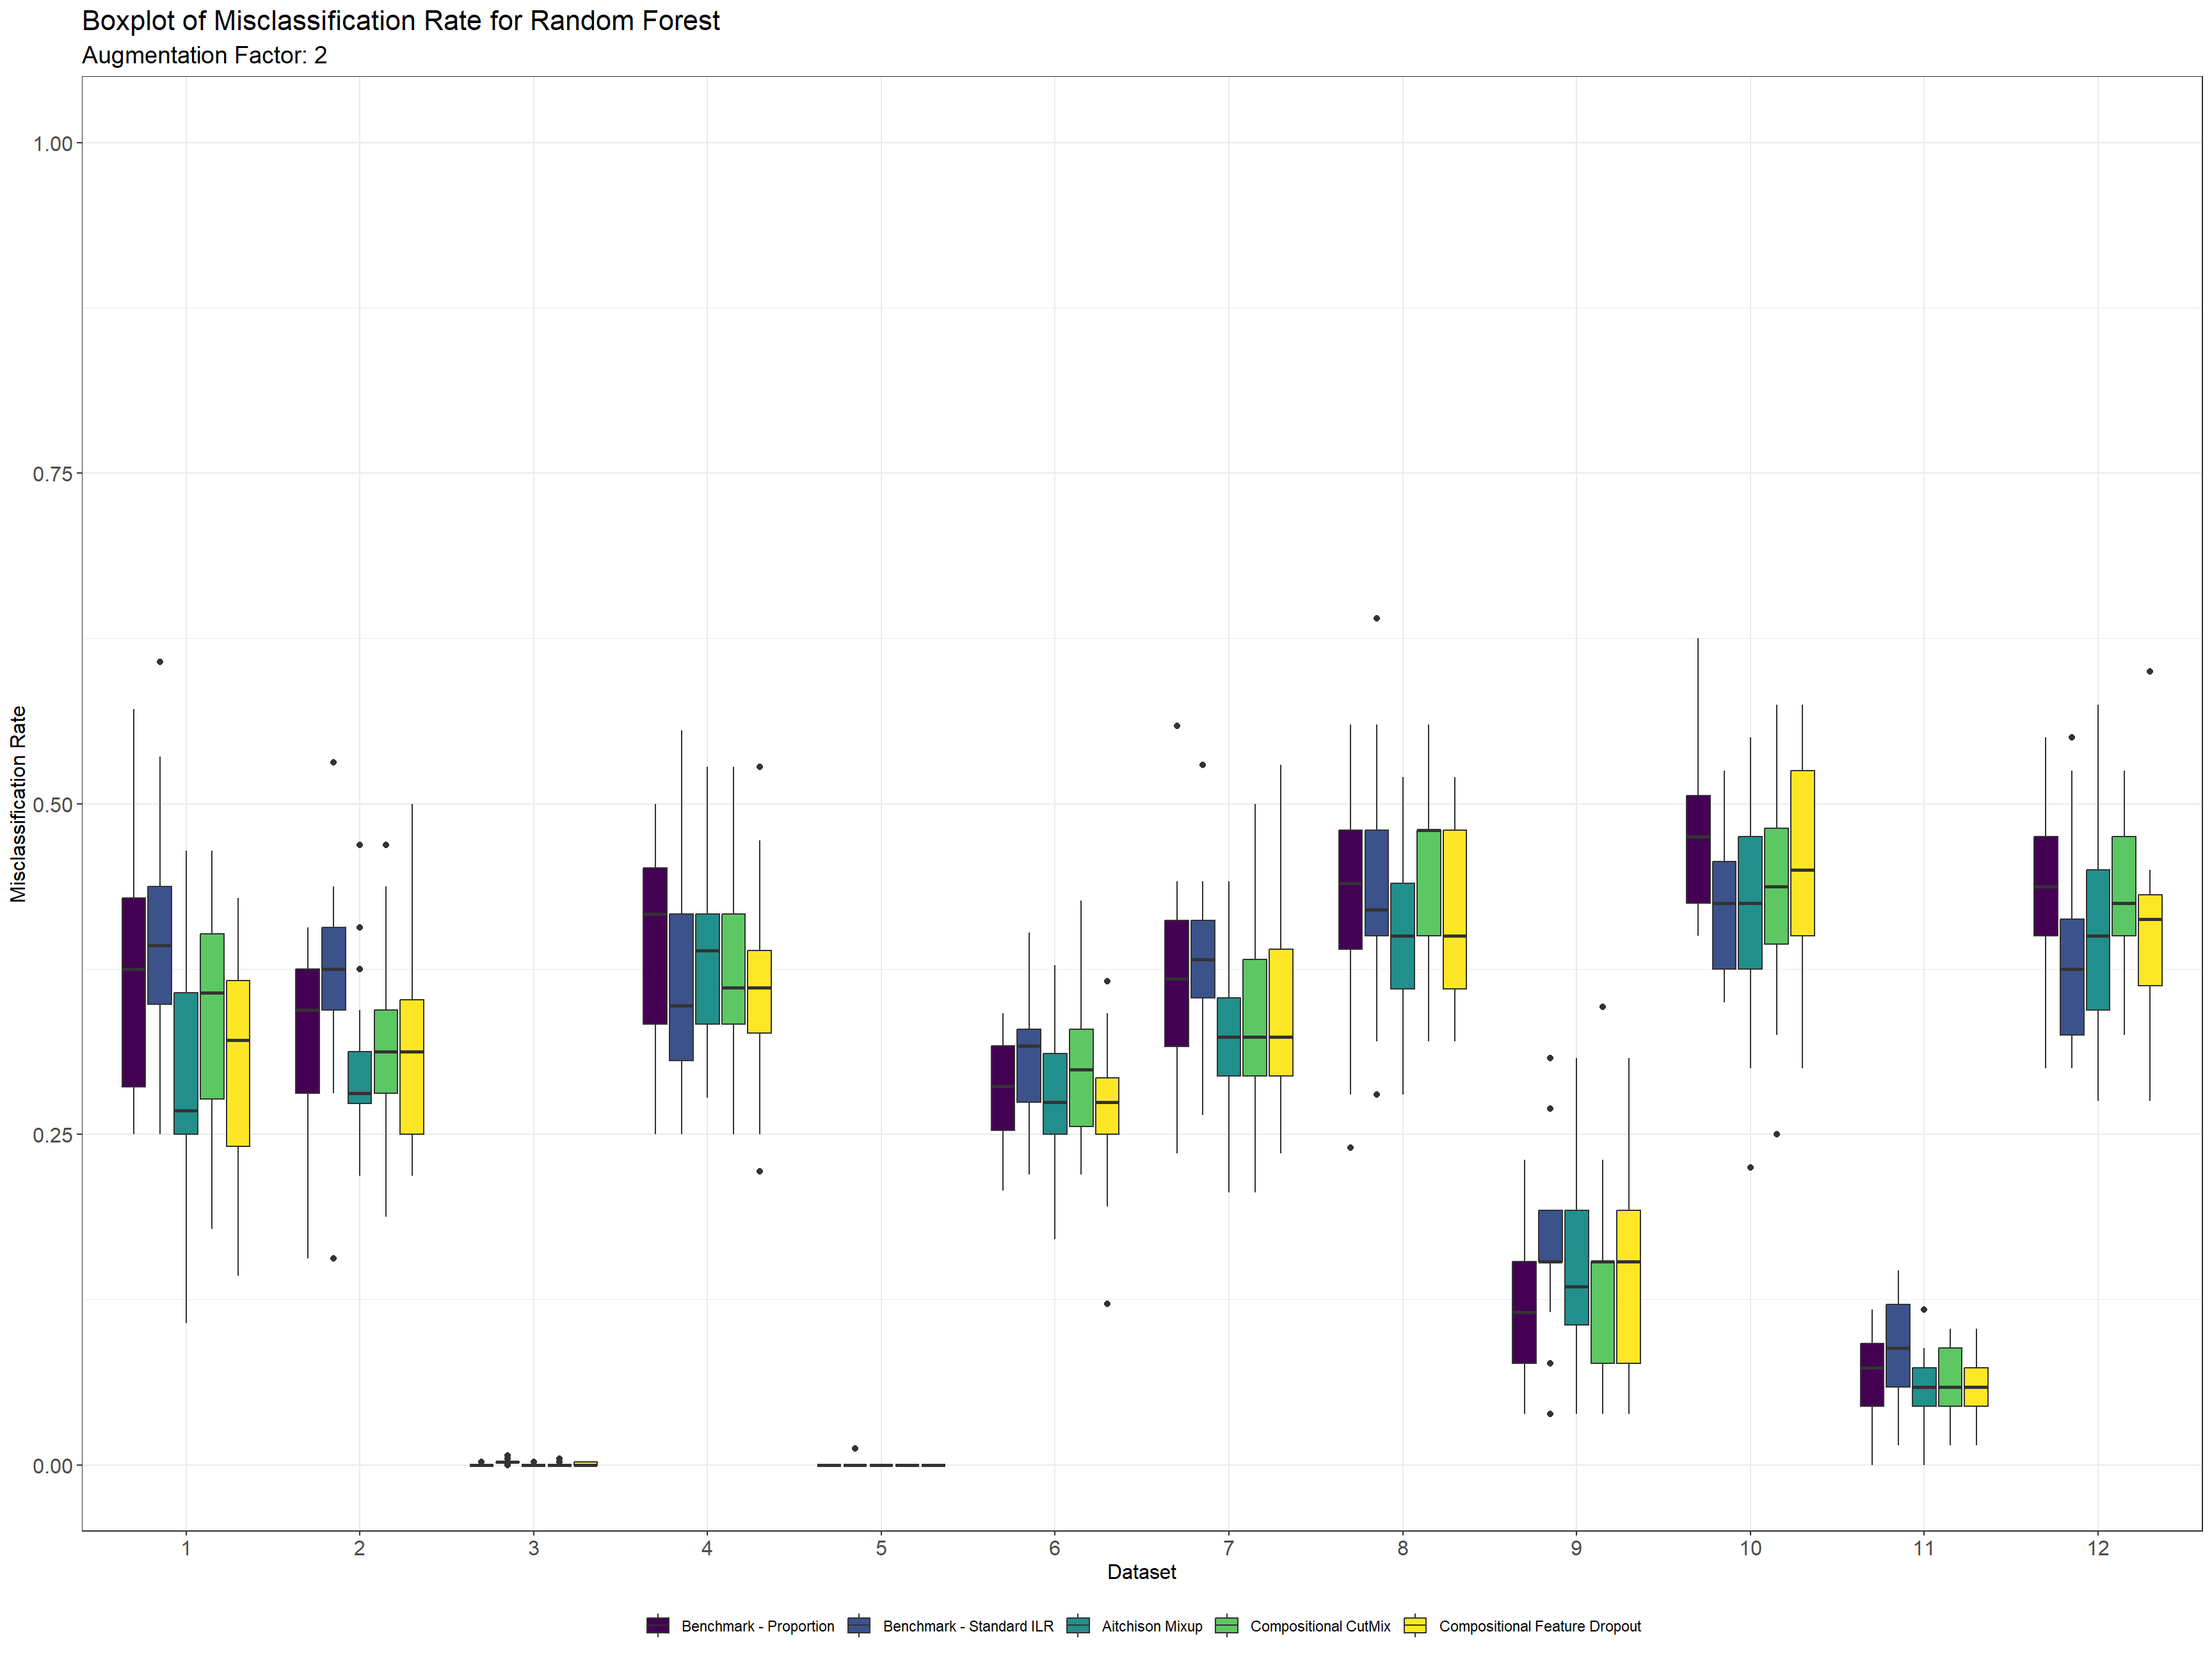 Boxplot of Misclassification Rate for Random Forest
Augmentation Factor: 2
1.00
0.75
0.50
0.25
0.00
Misclassification Rate
1 2 3 4 5 6 7 8 9 10 11 12
Dataset
Benchmark - Proportion Benchmark - Standard ILR Aitchison Mixup Compositional CutMix Compositional Feature Dropout